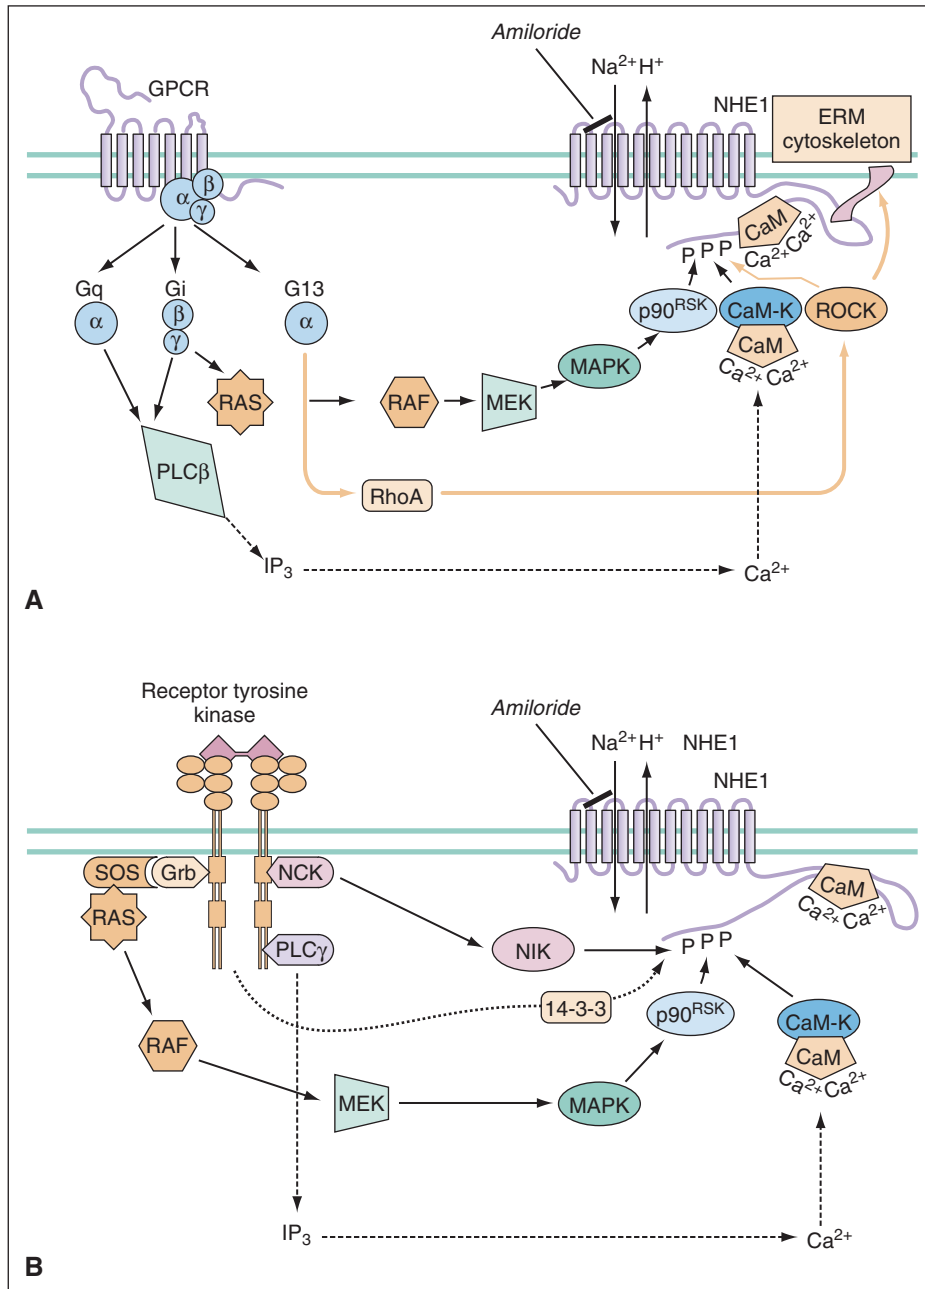 Amiloride
Na²⁺H⁺
GPCR
NHE1
ERM
cytoskeleton
β
α
γ
CaM
Ca²⁺Ca²⁺
P P P
Gq
Gi
G13
α
β
γ
α
p90ᴿˢᴷ
CaM-K
ROCK
CaM
Ca²⁺ Ca²⁺
MAPK
RAS
RAF
MEK
PLCβ
RhoA
IP₃
Ca²⁺
A
Receptor tyrosine
kinase
Amiloride
Na²⁺H⁺
NHE1
NHE1
SOS
Grb
NCK
CaM
Ca²⁺Ca²⁺
RAS
PLCγ
NIK
P P P
14-3-3
p90ᴿˢᴷ
CaM-K
RAF
CaM
Ca²⁺Ca²⁺
MEK
MAPK
IP₃
Ca²⁺
B